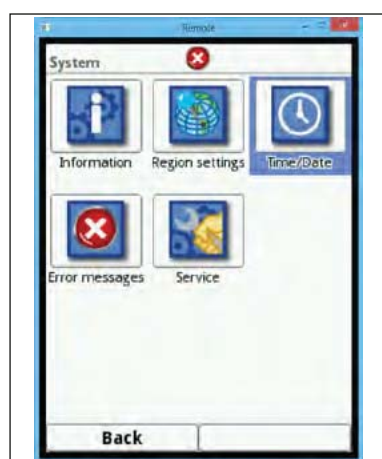 Remote
System
Information Region settings Time/Date
Error messages Service
Back